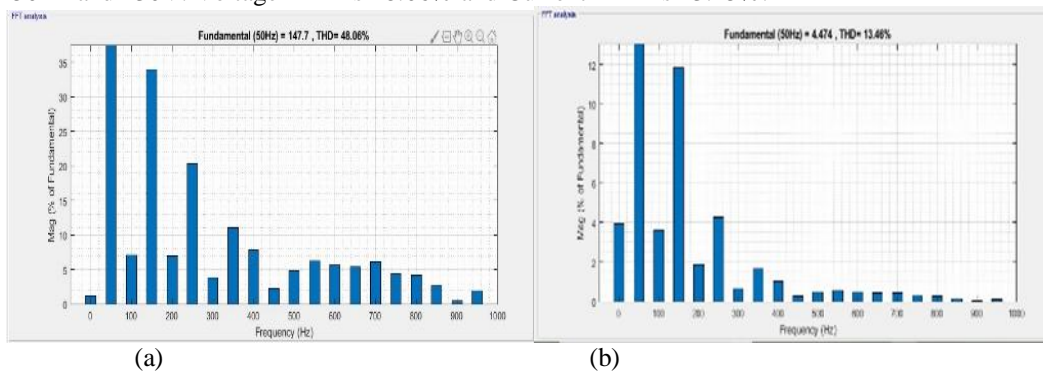 FFT analysis
Fundamental (50Hz) = 147.7 , THD= 48.06%
Mag (% of Fundamental)
35
30
25
20
15
10
5
0
0 100 200 300 400 500 600 700 800 900 1000
Frequency (Hz)
(a)
FFT analysis
Fundamental (50Hz) = 4.474 , THD= 13.46%
Mag (% of Fundamental)
12
10
8
6
4
2
0
0 100 200 300 400 500 600 700 800 900 1000
Frequency (Hz)
(b)